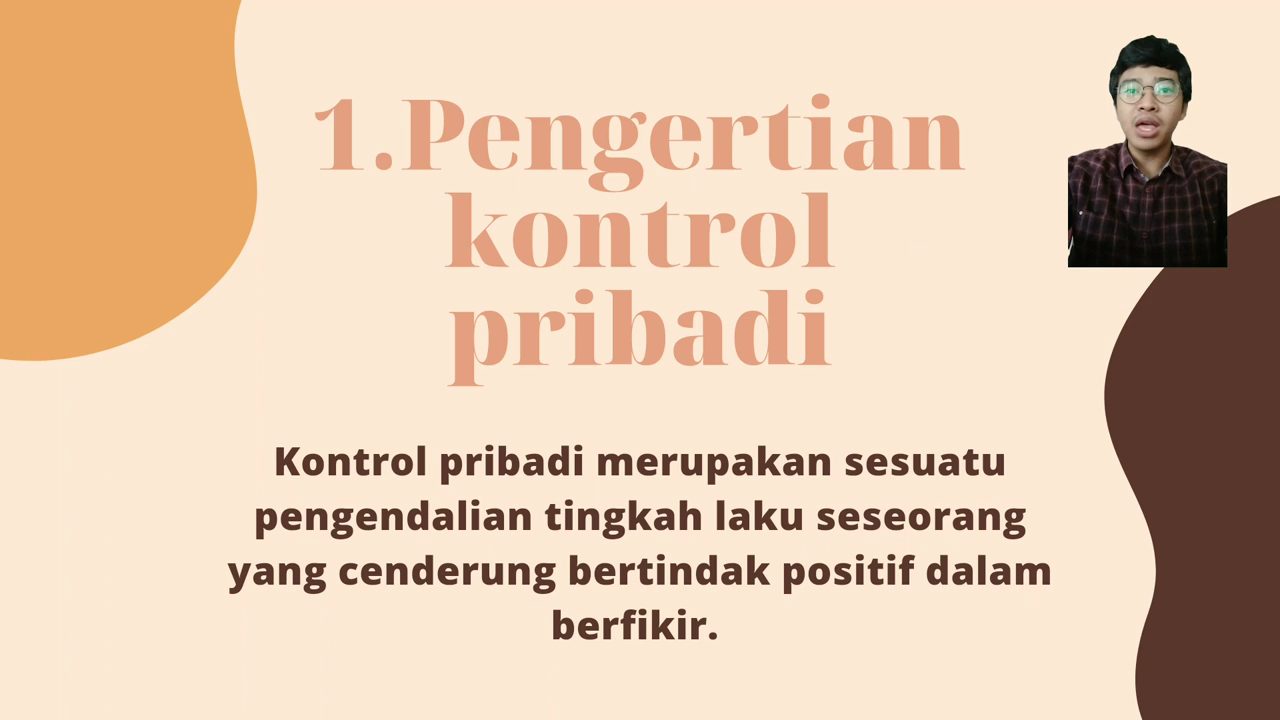 1.Pengertian
kontrol
pribadi
Kontrol pribadi merupakan sesuatu
pengendalian tingkah laku seseorang
yang cenderung bertindak positif dalam
berfikir.